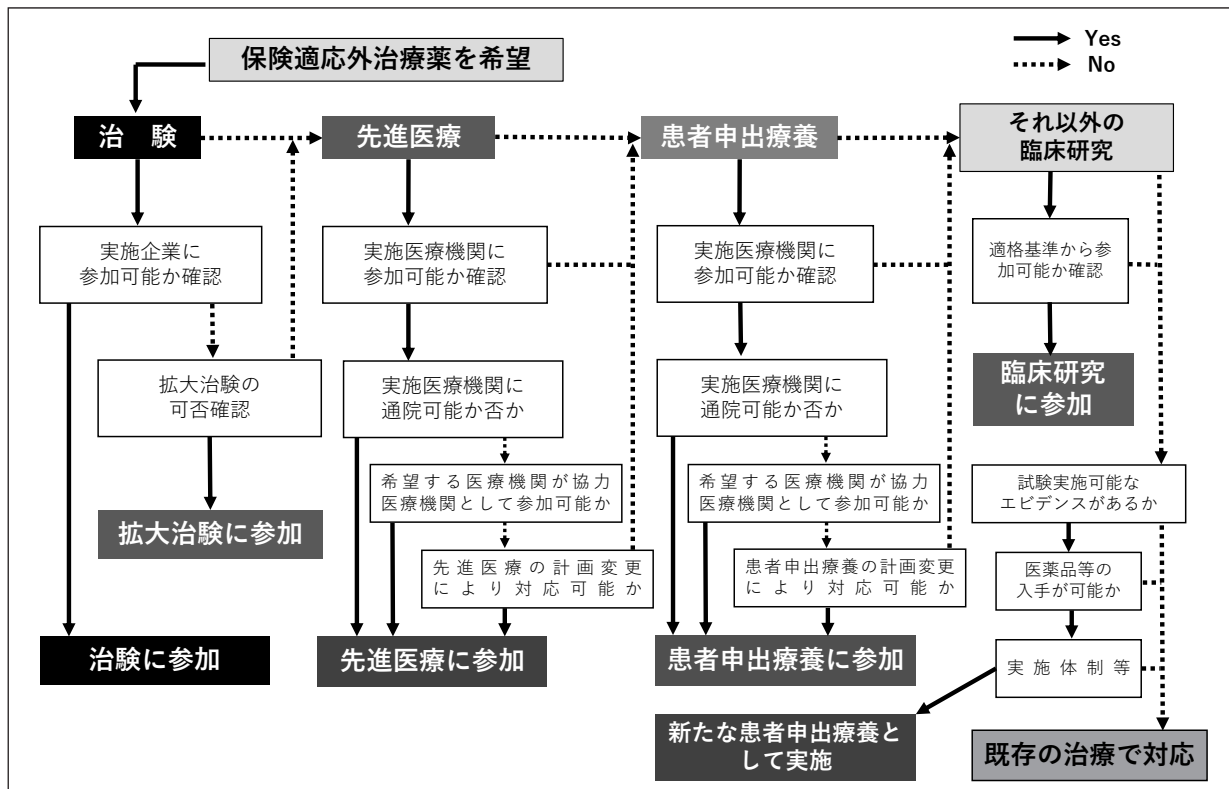 保険適応外治療薬を希望
Yes
No
治 験
先進医療
患者申出療養
それ以外の
臨床研究
実施企業に
参加可能か確認
実施医療機関に
参加可能か確認
実施医療機関に
参加可能か確認
適格基準から参
加可能か確認
拡大治験の
可否確認
実施医療機関に
通院可能か否か
実施医療機関に
通院可能か否か
臨床研究
に参加
希望する医療機関が協力
医療機関として参加可能か
希望する医療機関が協力
医療機関として参加可能か
試験実施可能な
エビデンスがあるか
拡大治験に参加
先進医療の計画変更
により対応可能か
患者申出療養の計画変更
により対応可能か
医薬品等の
入手が可能か
治験に参加
先進医療に参加
患者申出療養に参加
実施体制等
新たな患者申出療養と
して実施
既存の治療で対応